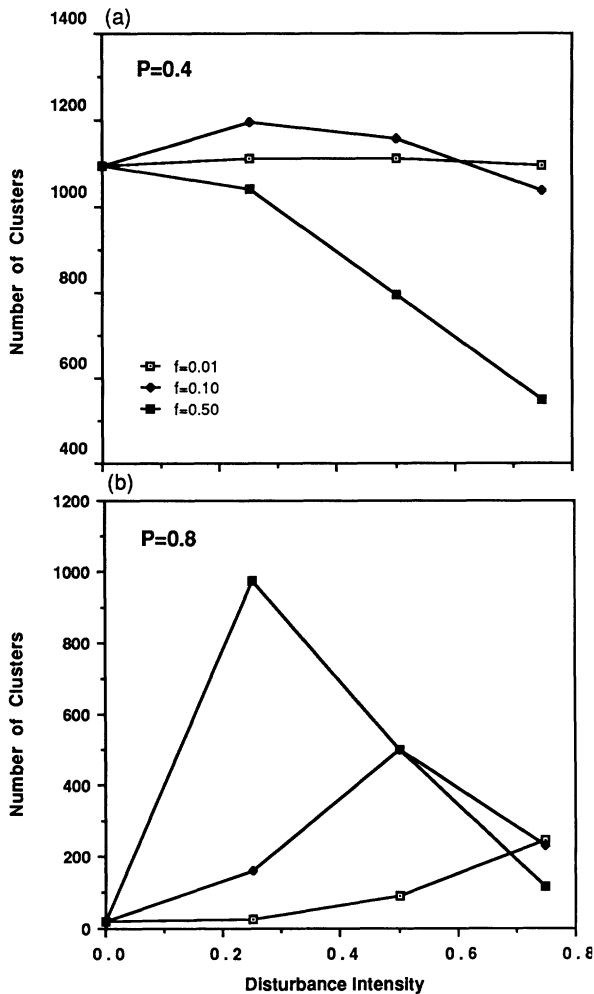 (a)
1400
P=0.4
1200
1000
800
600
400
Number of Clusters
f=0.01
f=0.10
f=0.50
(b)
1200
P=0.8
1000
800
600
400
200
0
Number of Clusters
0.0 0.2 0.4 0.6 0.8
Disturbance Intensity